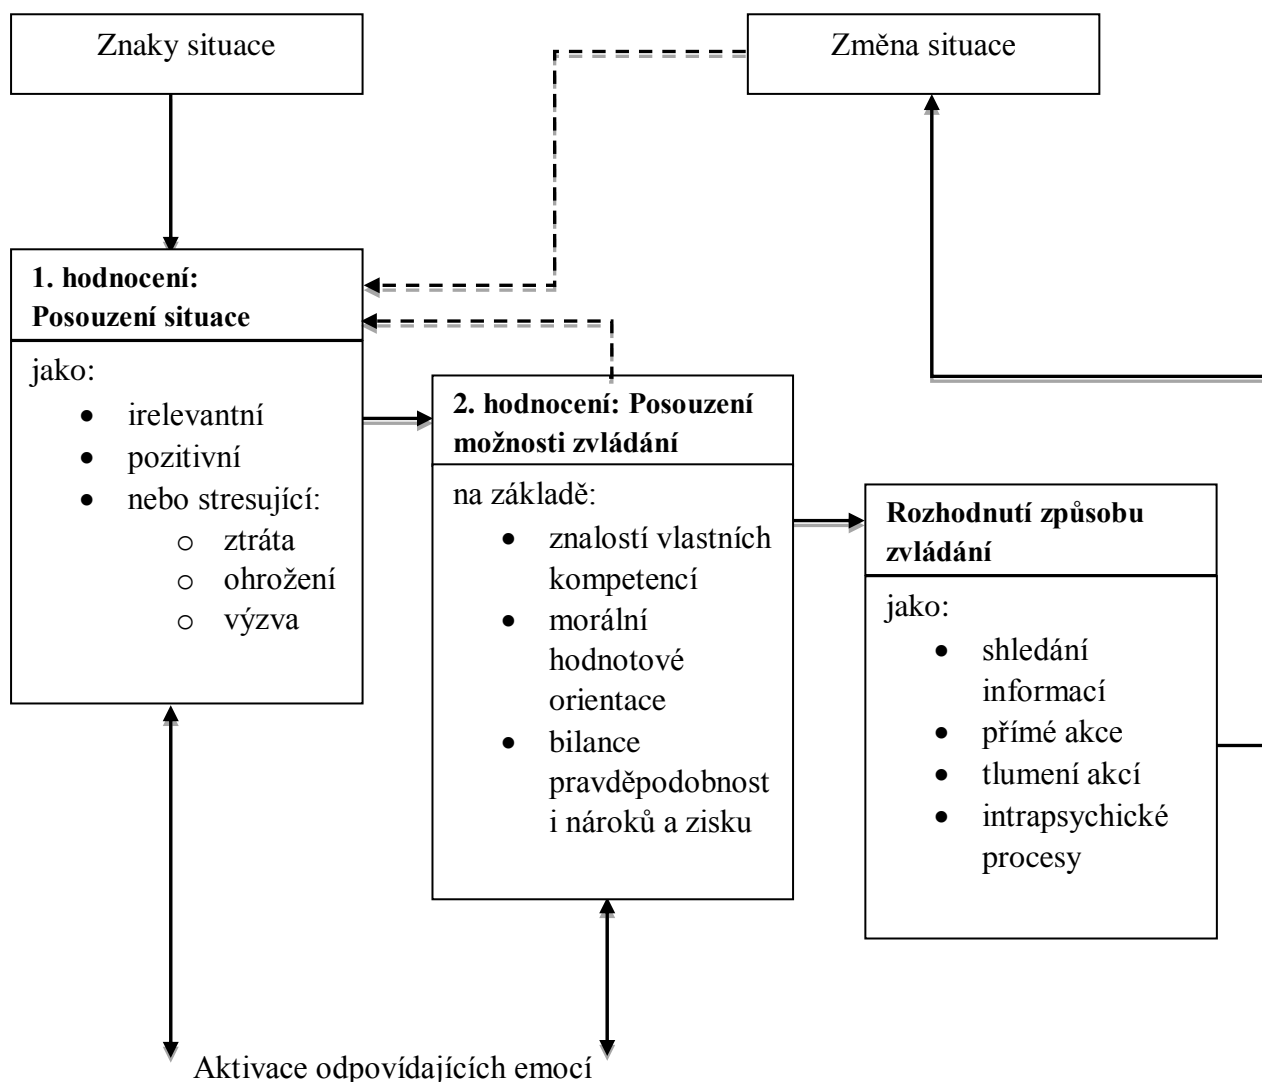 Znaky situace
Změna situace
1. hodnocení:
Posouzení situace
jako:
• irelevantní
• pozitivní
• nebo stresující:
o ztráta
o ohrožení
o výzva
2. hodnocení: Posouzení
možnosti zvládání
na základě:
• znalostí vlastních
kompetencí
• morální
hodnotové
orientace
• bilance
pravděpodobnost
i nároků a zisku
Rozhodnutí způsobu
zvládání
jako:
• shledání
informací
• přímé akce
• tlumení akcí
• intrapsychické
procesy
Aktivace odpovídajících emocí